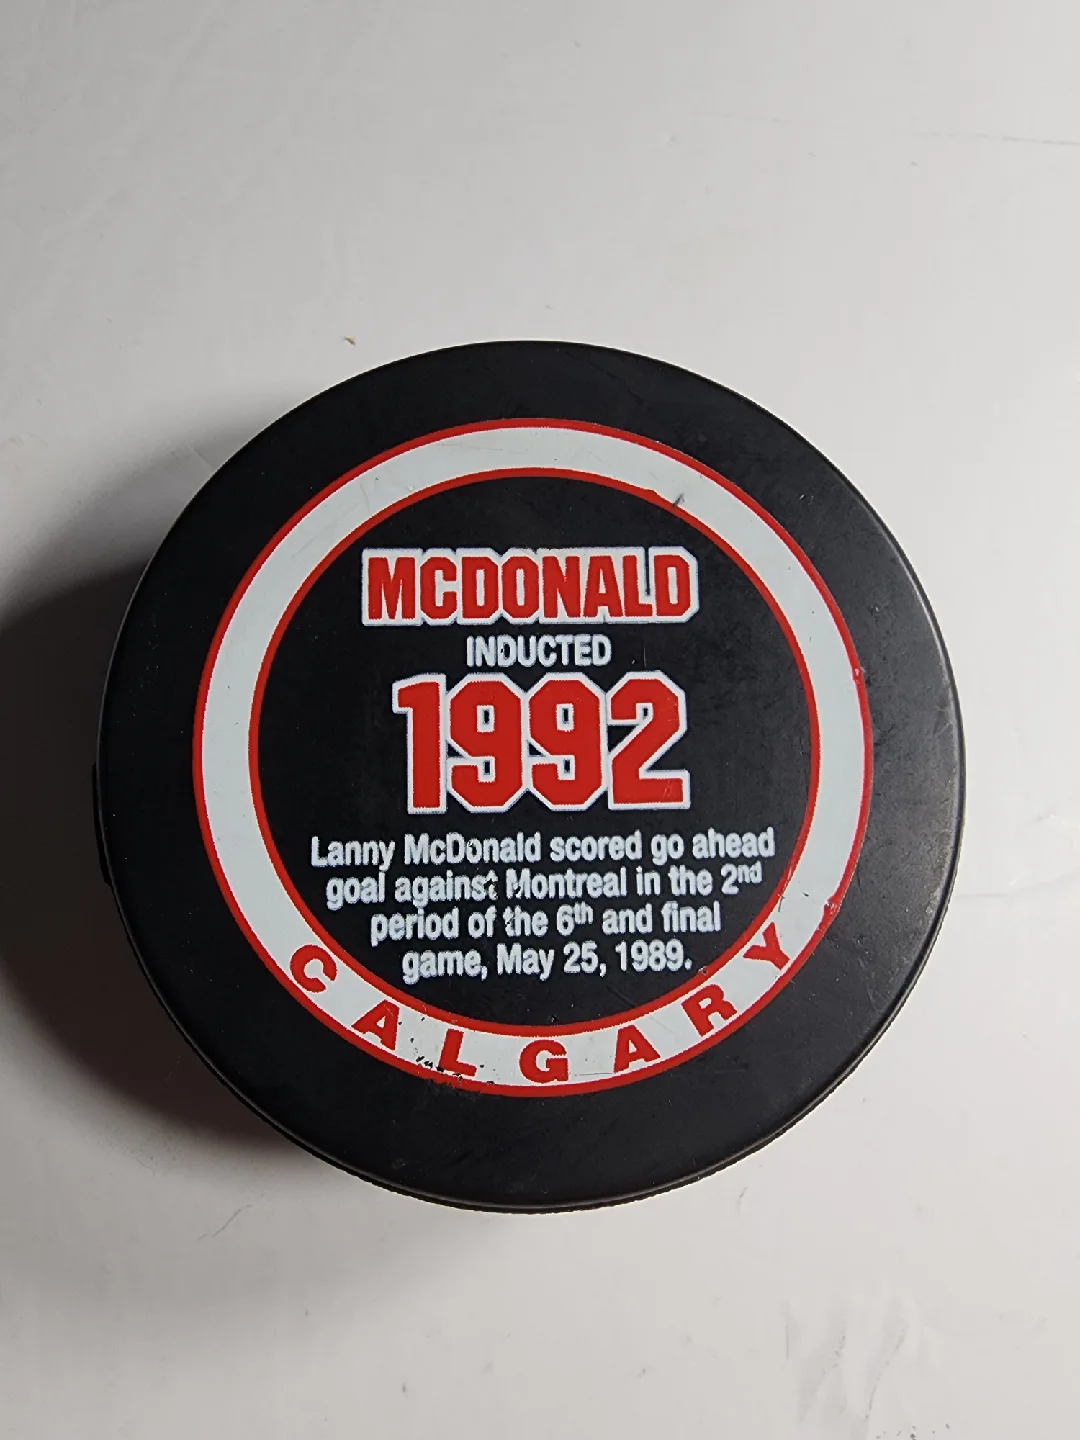 MCDONALD
INDUCTED
1992
Lanny McDonald scored go ahead
goal against Montreal in the 2nd
period of the 6th and final
game, May 25, 1989.
CALGARY